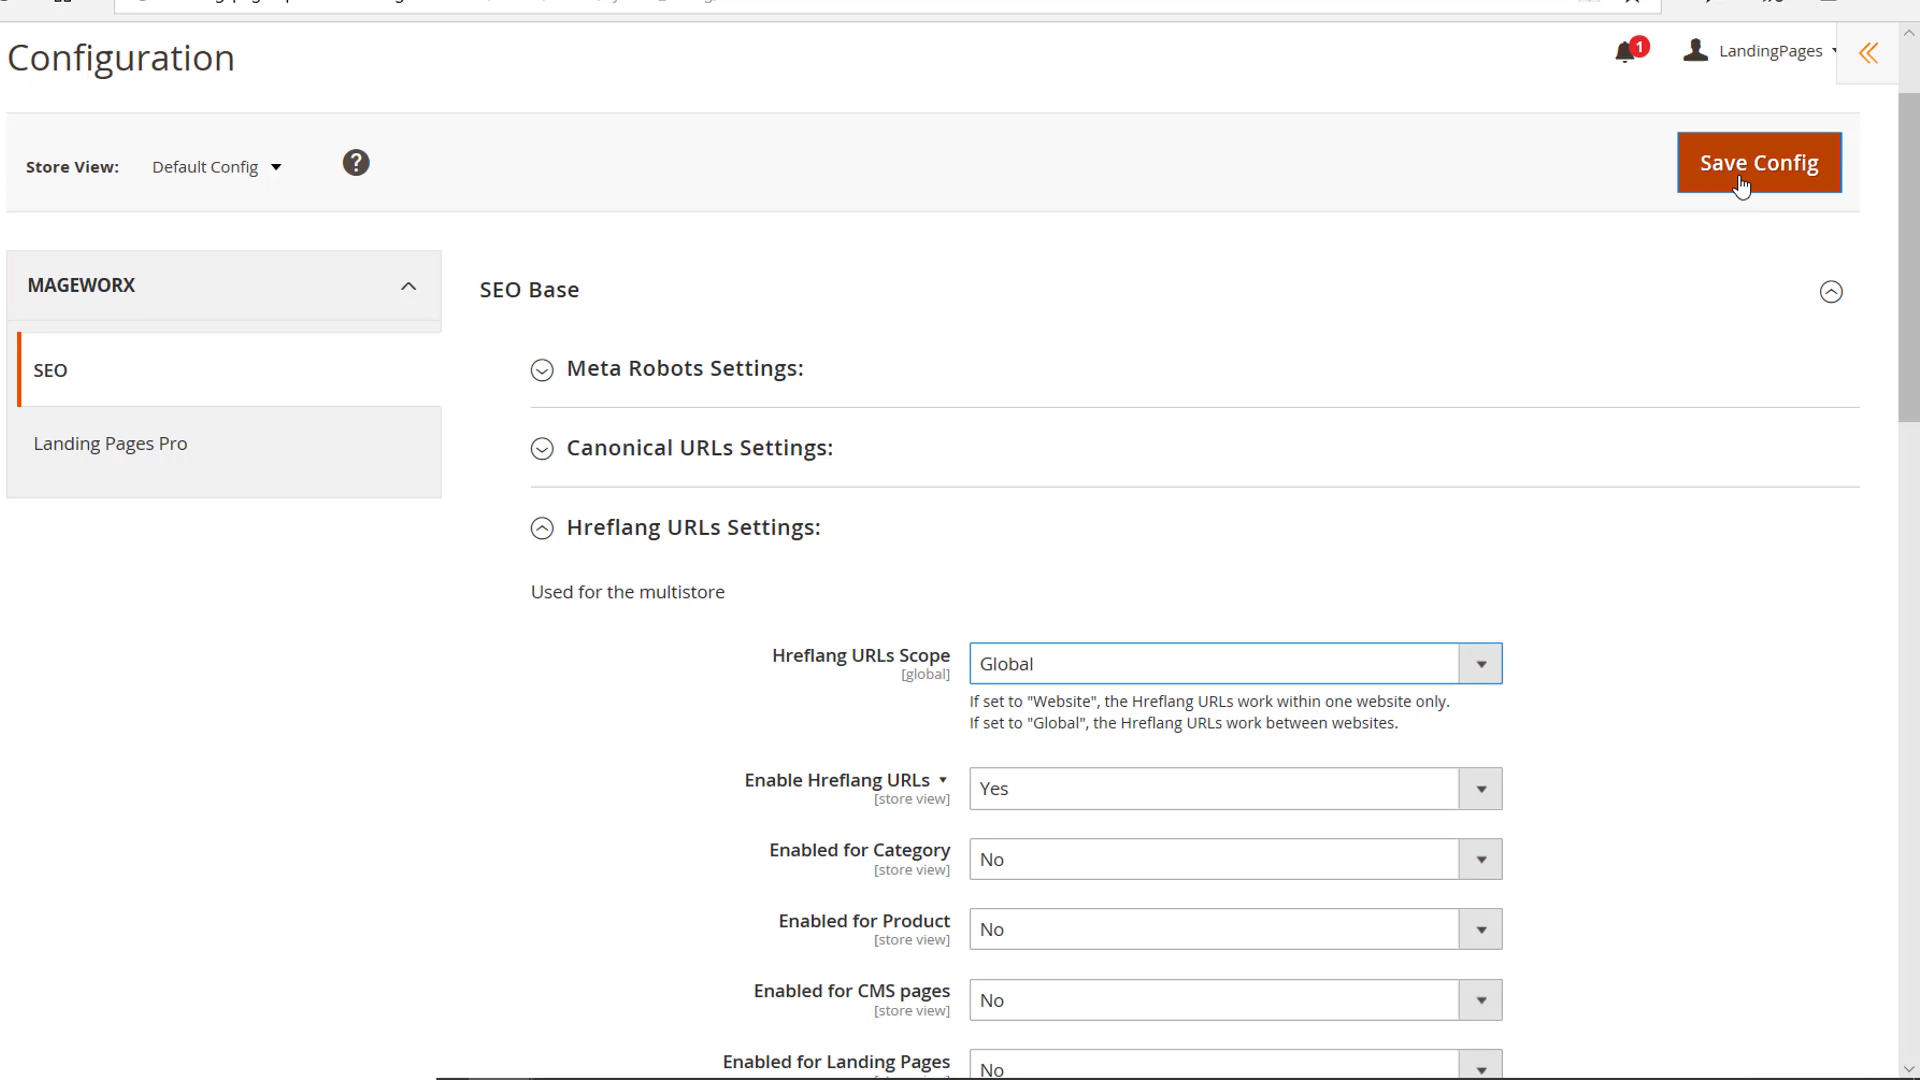 Configuration
1
LandingPages
Store View:
Default Config
?
Save Config
MAGEWORX
SEO
Landing Pages Pro
SEO Base
Meta Robots Settings:
Canonical URLs Settings:
Hreflang URLs Settings:
Used for the multistore
Hreflang URLs Scope
[global]
Global
If set to "Website", the Hreflang URLs work within one website only.
If set to "Global", the Hreflang URLs work between websites.
Enable Hreflang URLs
[store view]
Yes
Enabled for Category
[store view]
No
Enabled for Product
[store view]
No
Enabled for CMS pages
[store view]
No
Enabled for Landing Pages
No